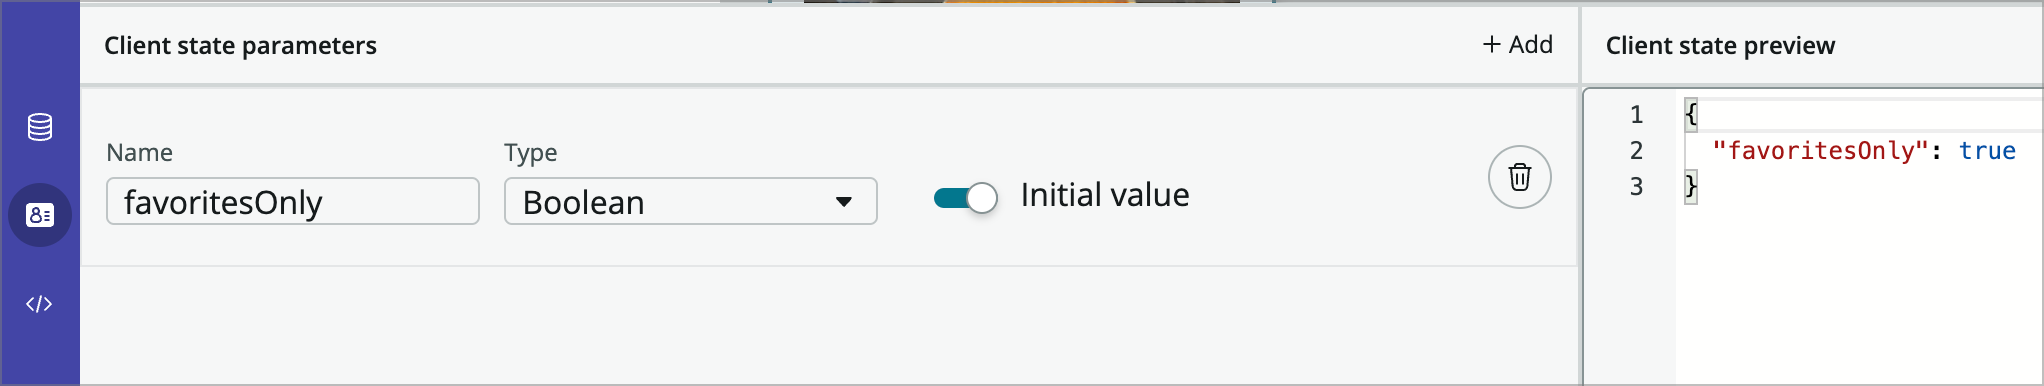 Client state parameters
+ Add
Client state preview
Name
Type
favoritesOnly
Boolean
Initial value
1 {
2 "favoritesOnly": true
3 }